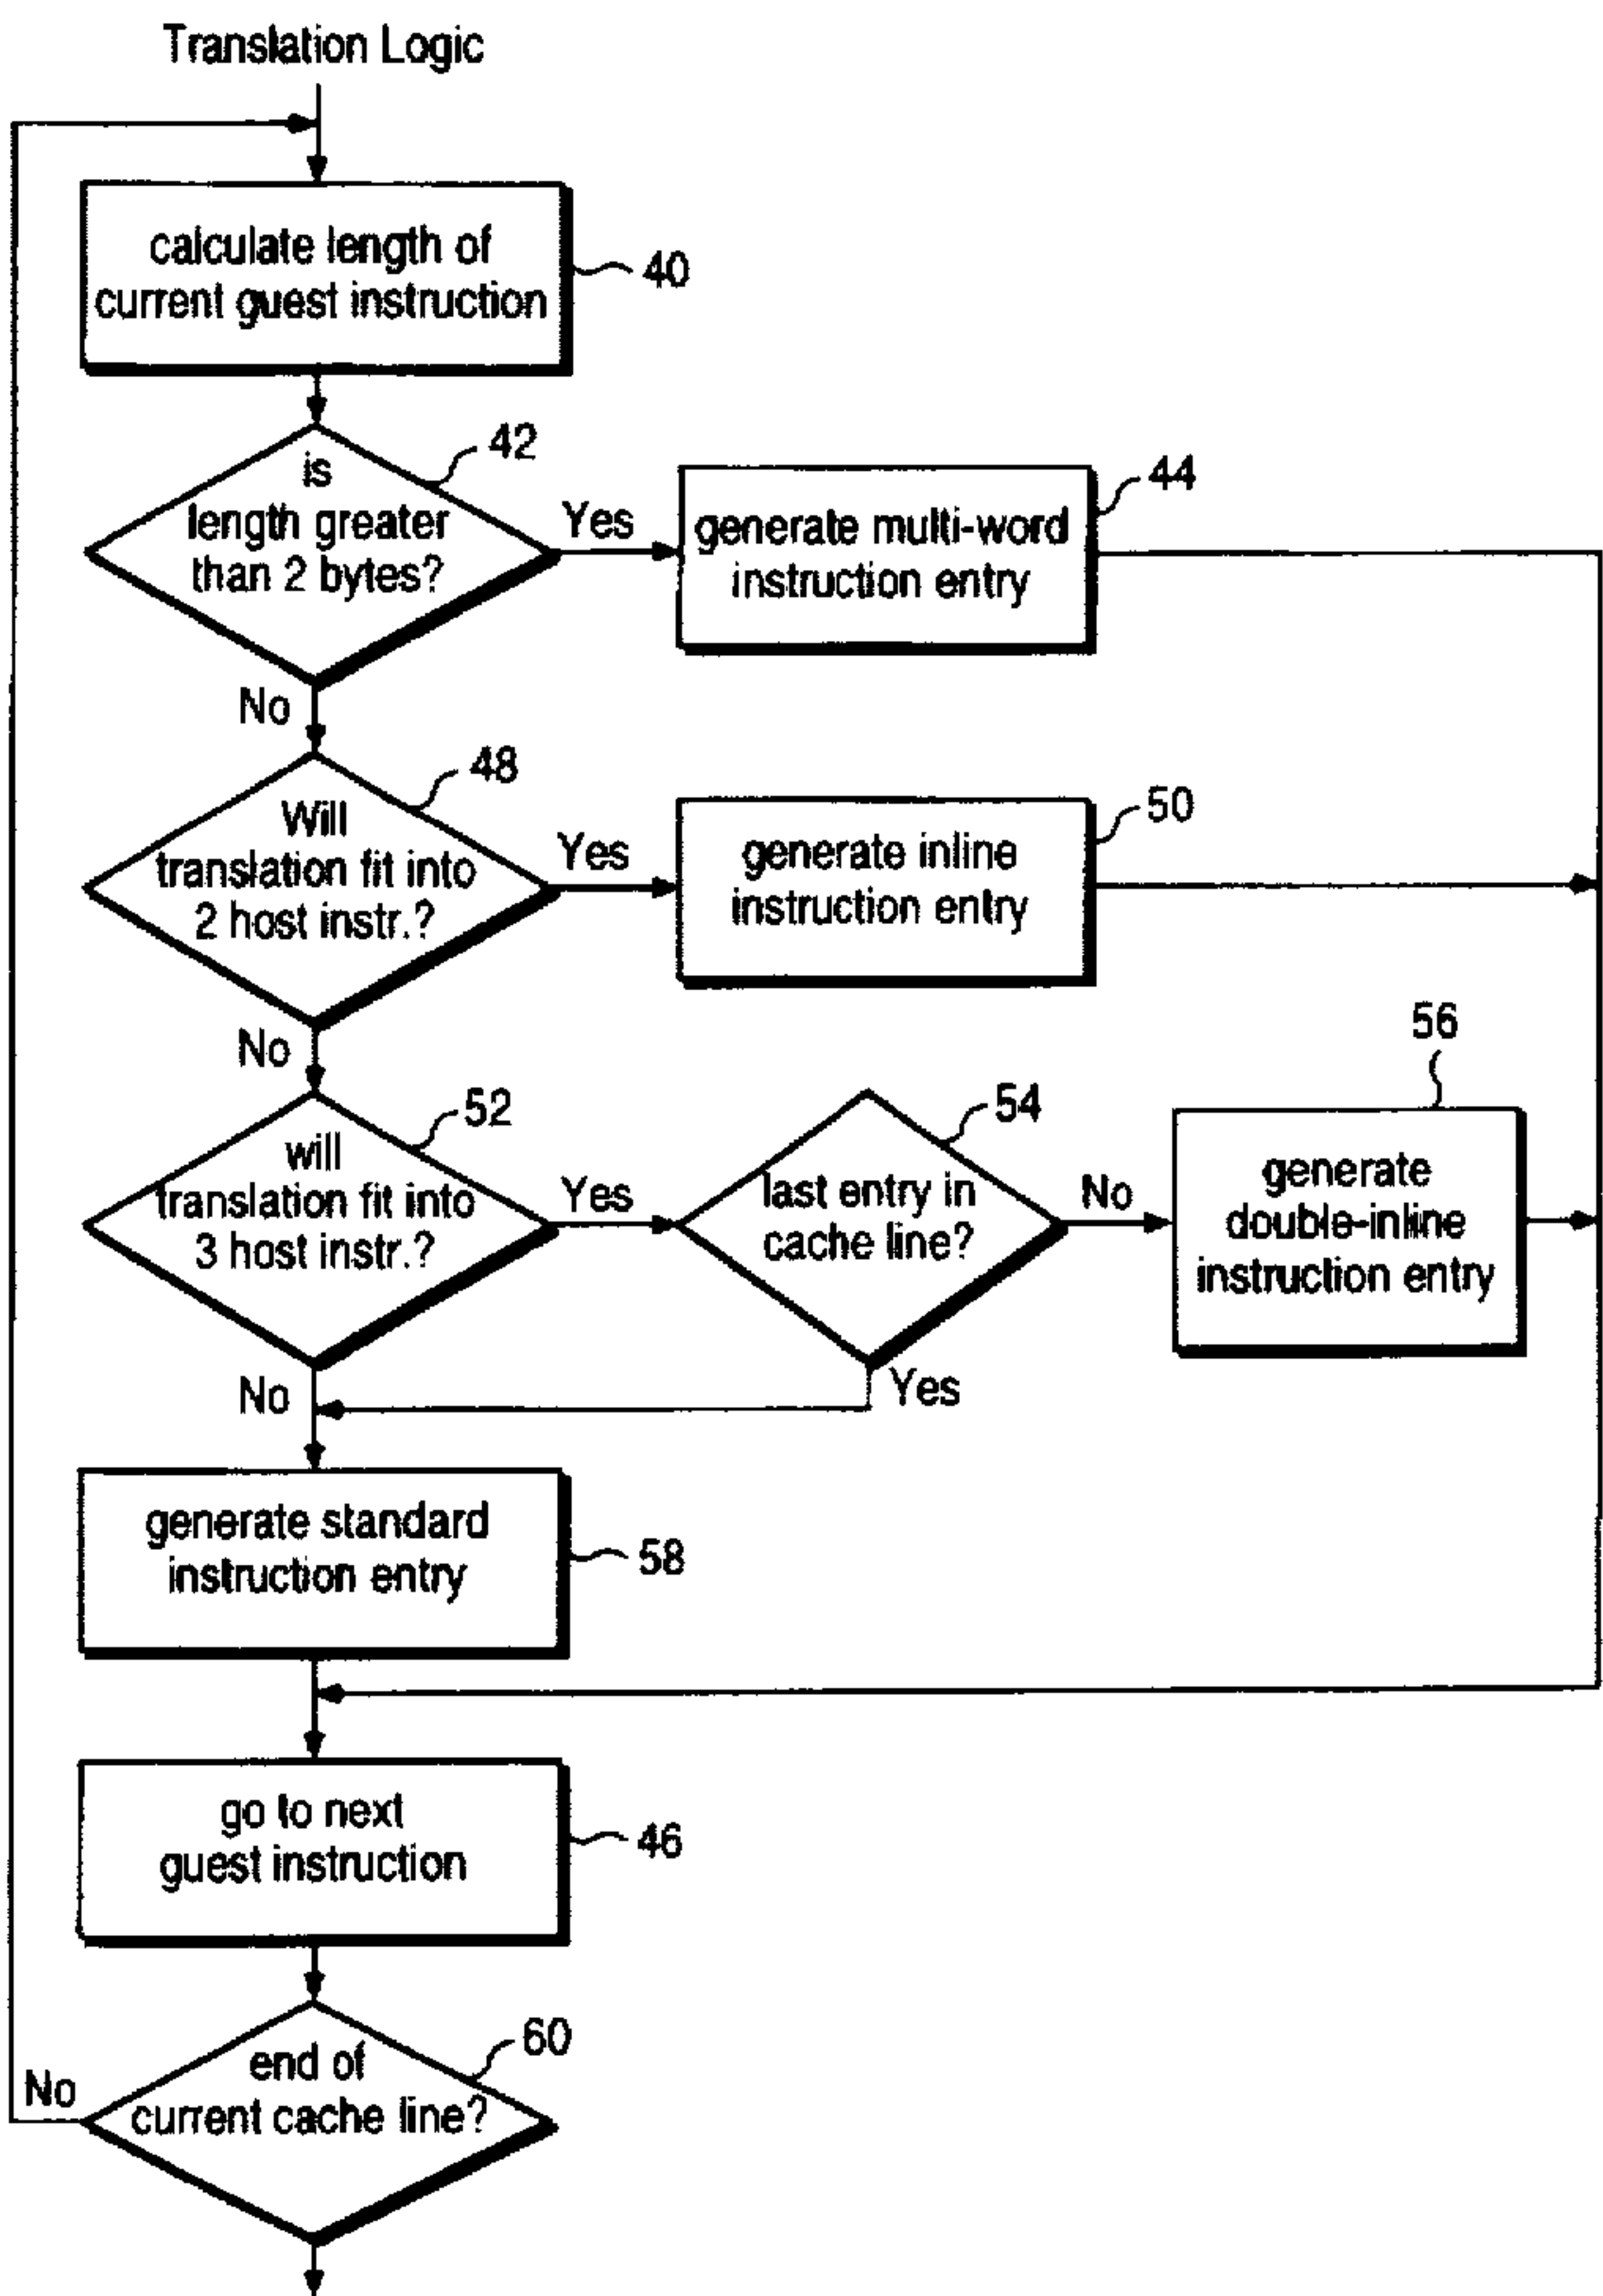 Translation Logic
calculate length of
current guest instruction
40
42
is
length greater
than 2 bytes?
Yes
44
generate multi-word
instruction entry
No
48
Will
translation fit into
2 host instr.?
Yes
50
generate inline
instruction entry
No
52
will
translation fit into
3 host instr.?
Yes
54
last entry in
cache line?
No
56
generate
double-inline
instruction entry
Yes
No
generate standard
instruction entry
58
go to next
guest instruction
46
60
end of
current cache line?
No